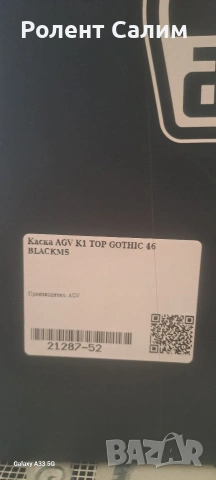 Ролент Салим
Каска AGV K1 TOP GOTHIC 46
BLACKMS
Производител: AGV
21287-52
Galaxy A33 5G
BAZAR